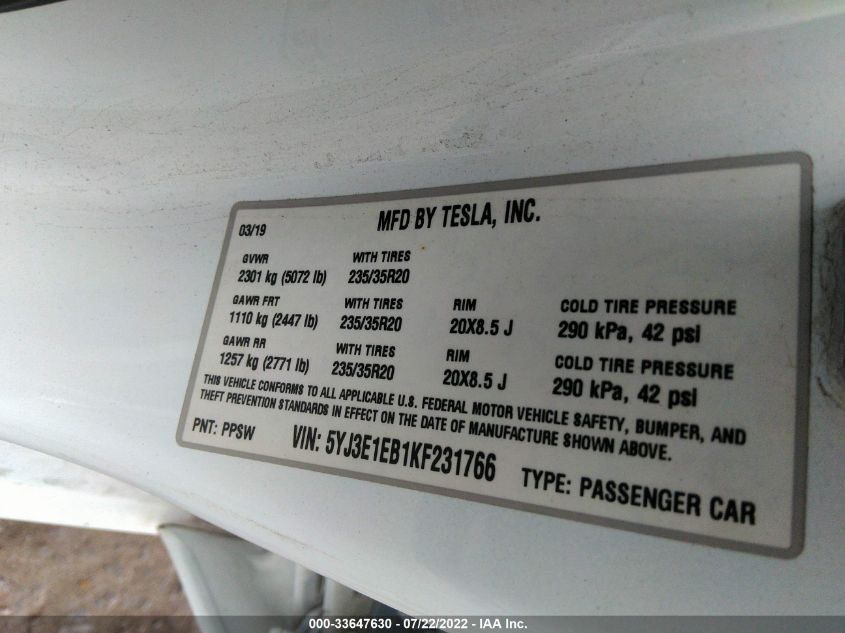 MFD BY TESLA, INC.
03/19
GVWR WITH TIRES
2301 kg (5072 lb) 235/35R20
GAWR FRT WITH TIRES RIM COLD TIRE PRESSURE
1110 kg (2447 lb) 235/35R20 20X8.5 J 290 kPa, 42 psi
GAWR RR WITH TIRES RIM COLD TIRE PRESSURE
1257 kg (2771 lb) 235/35R20 20X8.5 J 290 kPa, 42 psi
THIS VEHICLE CONFORMS TO ALL APPLICABLE U.S. FEDERAL MOTOR VEHICLE SAFETY, BUMPER, AND
THEFT PREVENTION STANDARDS IN EFFECT ON THE DATE OF MANUFACTURE SHOWN ABOVE.
PNT: PPSW VIN: 5YJ3E1EB1KF231766 TYPE: PASSENGER CAR
000-33647630 - 07/22/2022 - IAA Inc.